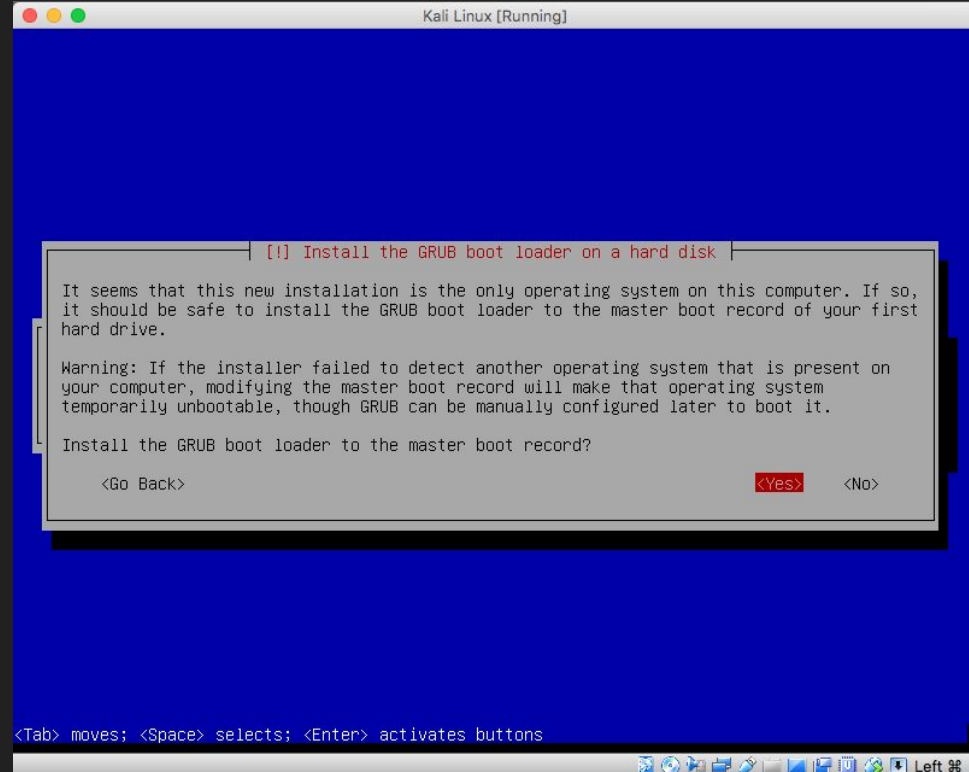 Kali Linux [Running]
[!] Install the GRUB boot loader on a hard disk
It seems that this new installation is the only operating system on this computer. If so,
it should be safe to install the GRUB boot loader to the master boot record of your first
hard drive.
Warning: If the installer failed to detect another operating system that is present on
your computer, modifying the master boot record will make that operating system
temporarily unbootable, though GRUB can be manually configured later to boot it.
Install the GRUB boot loader to the master boot record?
<Go Back> <Yes> <No>
<Tab> moves; <Space> selects; <Enter> activates buttons
Left ⌘